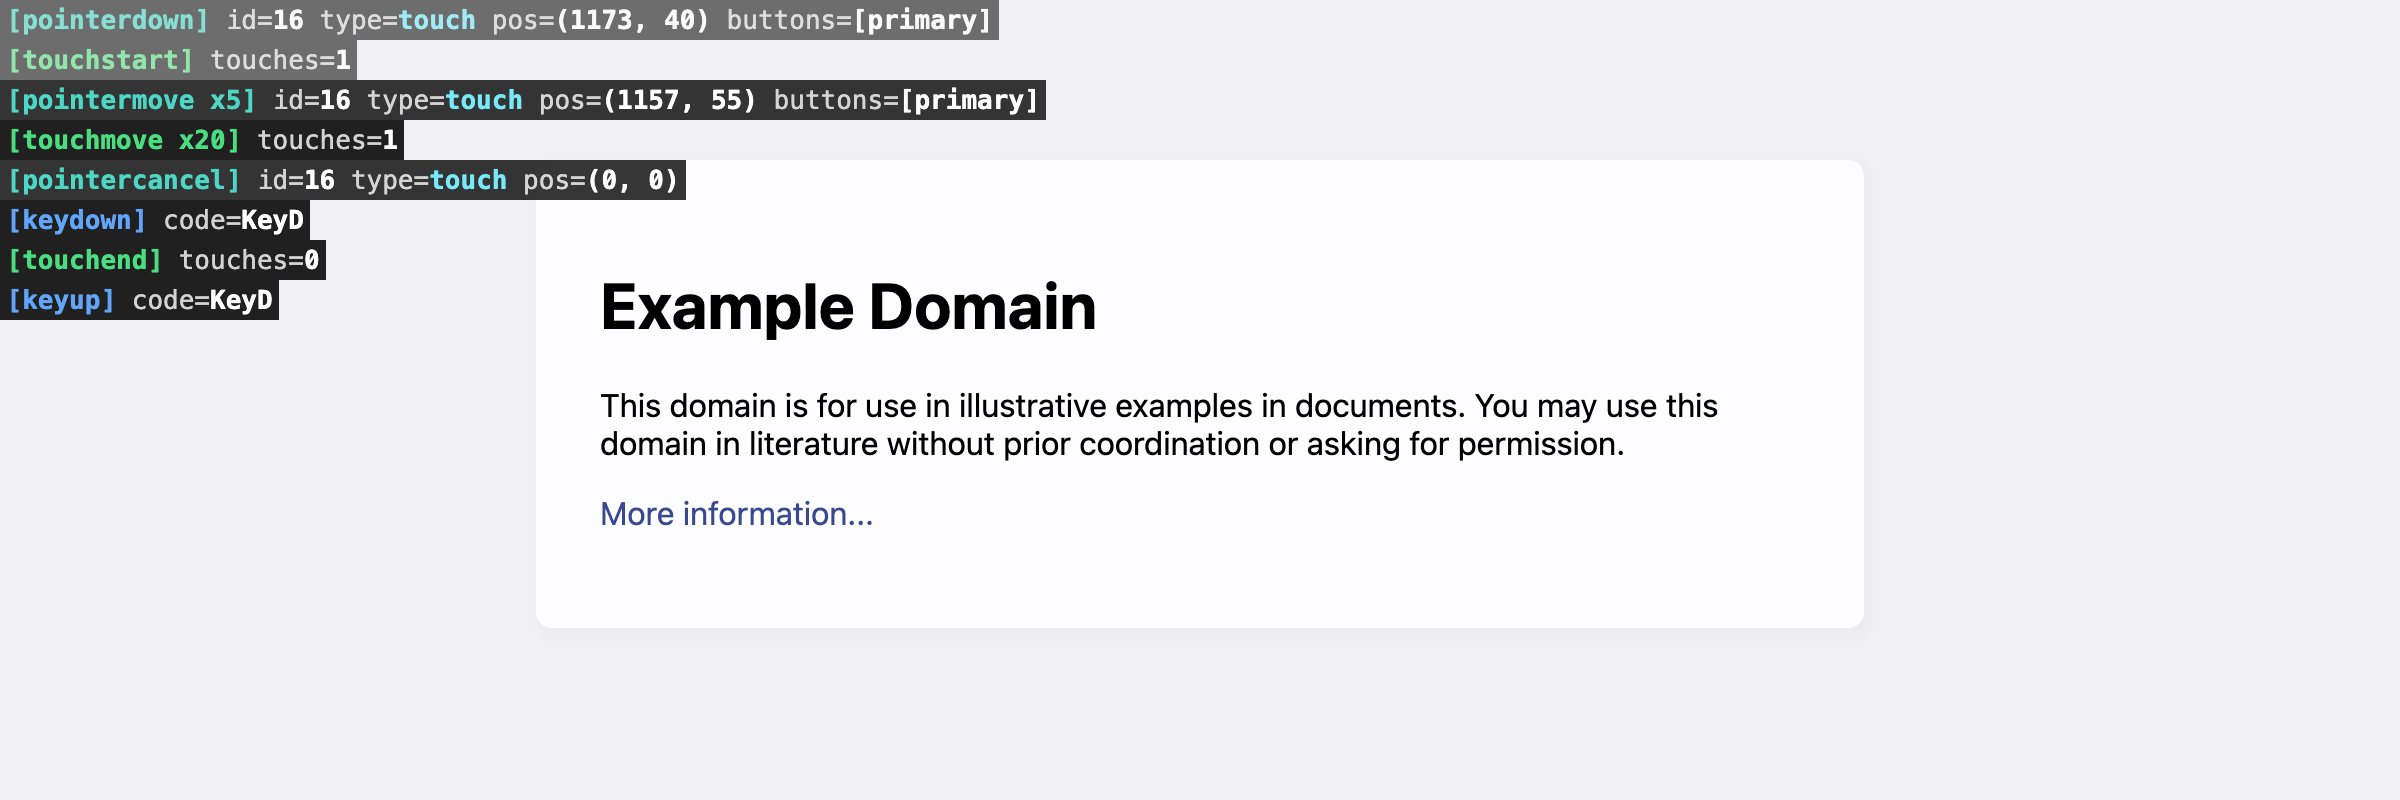 [pointerdown] id=16 type=touch pos=(1173, 40) buttons=[primary]
[touchstart] touches=1
[pointermove x5] id=16 type=touch pos=(1157, 55) buttons=[primary]
[touchmove x20] touches=1
[pointercancel] id=16 type=touch pos=(0, 0)
[keydown] code=KeyD
[touchend] touches=0
[keyup] code=KeyD
Example Domain
This domain is for use in illustrative examples in documents. You may use this
domain in literature without prior coordination or asking for permission.
More information...